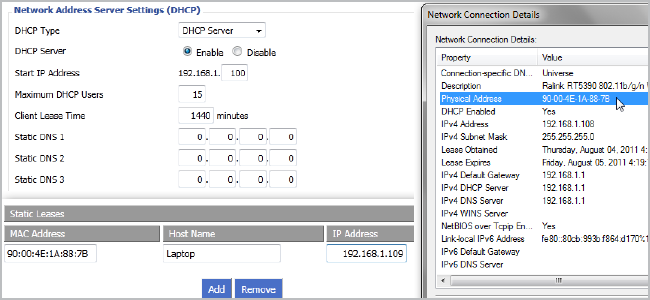 Network Address Server Settings (DHCP)
DHCP Type DHCP Server
DHCP Server Enable Disable
Start IP Address 192.168.1. 100
Maximum DHCP Users 15
Client Lease Time 1440 minutes
Static DNS 1 0 . 0 . 0 . 0
Static DNS 2 0 . 0 . 0 . 0
Static DNS 3 0 . 0 . 0 . 0
Static Leases
MAC Address Host Name IP Address
90:00:4E:1A:88:7B Laptop 192.168.1.109
Add Remove
Network Connection Details
Network Connection Details:
Property Value
Connection-specific DN... Universe
Description Ralink RT5390 802.11b/g/n
Physical Address 90-00-4E-1A-88-7B
DHCP Enabled Yes
IPv4 Address 192.168.1.108
IPv4 Subnet Mask 255.255.255.0
Lease Obtained Thursday, August 04, 2011 4:
Lease Expires Friday, August 05, 2011 4:19:
IPv4 Default Gateway 192.168.1.1
IPv4 DHCP Server 192.168.1.1
IPv4 DNS Server 192.168.1.1
IPv4 WINS Server
NetBIOS over Tcpip En... Yes
Link-local IPv6 Address fe80::80cb:993b:f864:d170%1
IPv6 Default Gateway
IPv6 DNS Server